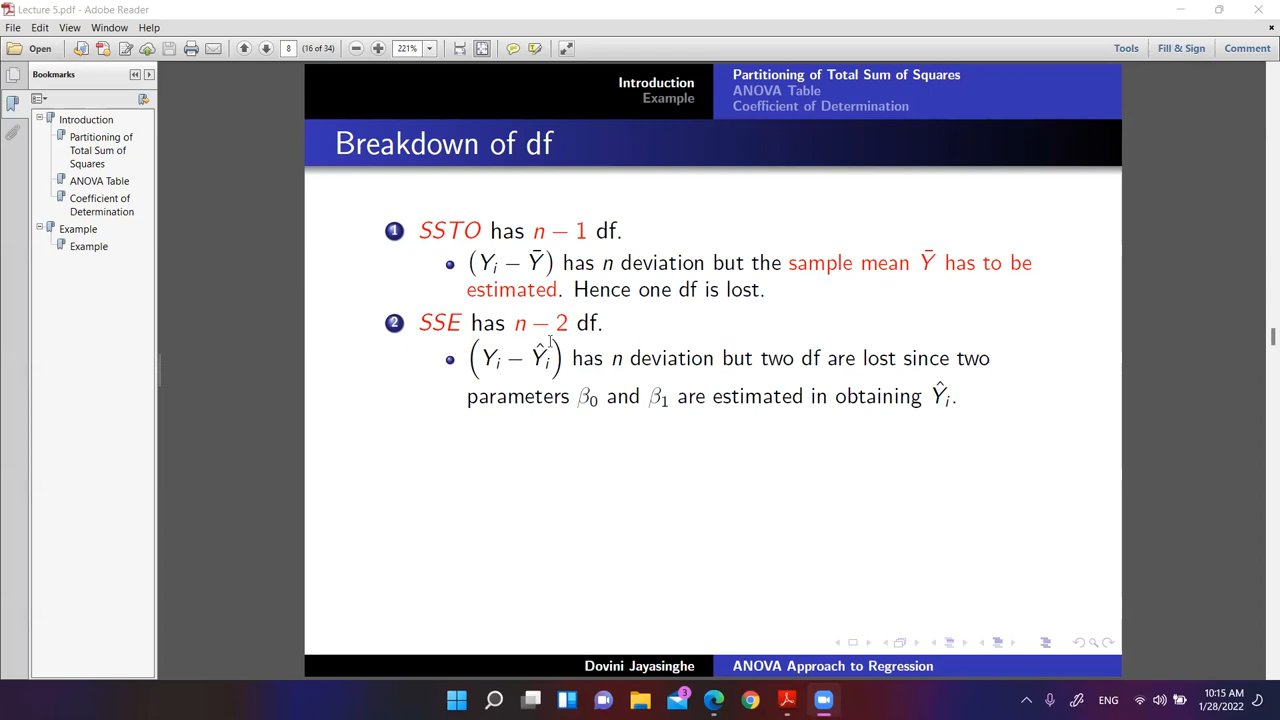 Lecture 5.pdf - Adobe Reader
File Edit View Window Help
Open 8 (16 of 34) 221% Tools Fill & Sign Comment
Bookmarks
Introduction
Partitioning of
Total Sum of
Squares
ANOVA Table
Coefficient of
Determination
Example
Example
Introduction
Example
Partitioning of Total Sum of Squares
ANOVA Table
Coefficient of Determination
Breakdown of df
1 SSTO has n − 1 df.
• (Yᵢ − Ȳ) has n deviation but the sample mean Ȳ has to be
estimated. Hence one df is lost.
2 SSE has n − 2 df.
• (Yᵢ − Ŷᵢ) has n deviation but two df are lost since two
parameters β₀ and β₁ are estimated in obtaining Ŷᵢ.
Dovini Jayasinghe ANOVA Approach to Regression
3
ENG
10:15 AM
1/28/2022